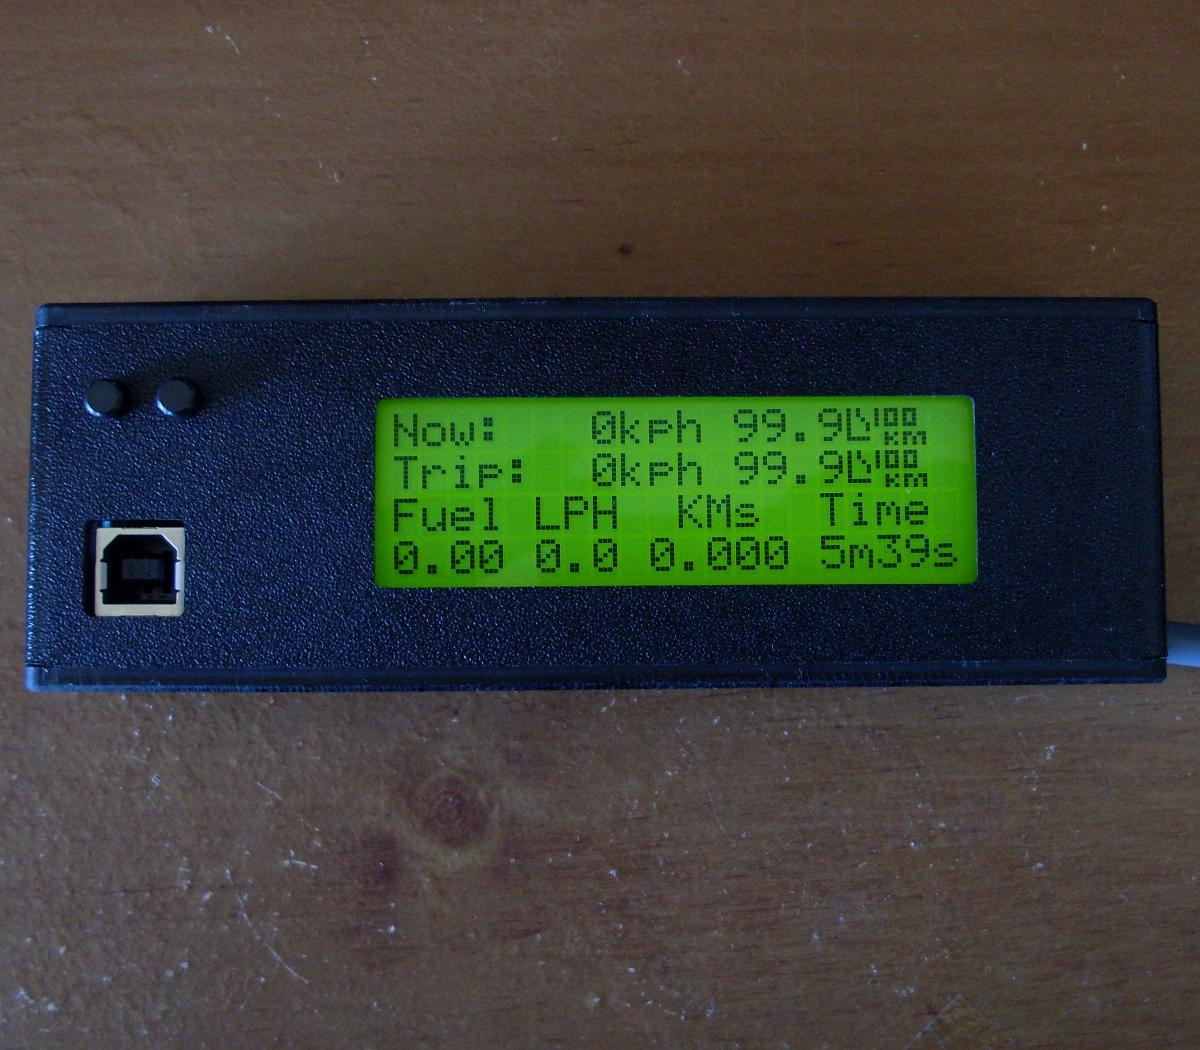 Now: 0kph 99.9L/100KM
Trip: 0kph 99.9L/100KM
Fuel LPH KMs Time
0.00 0.0 0.000 5m39s